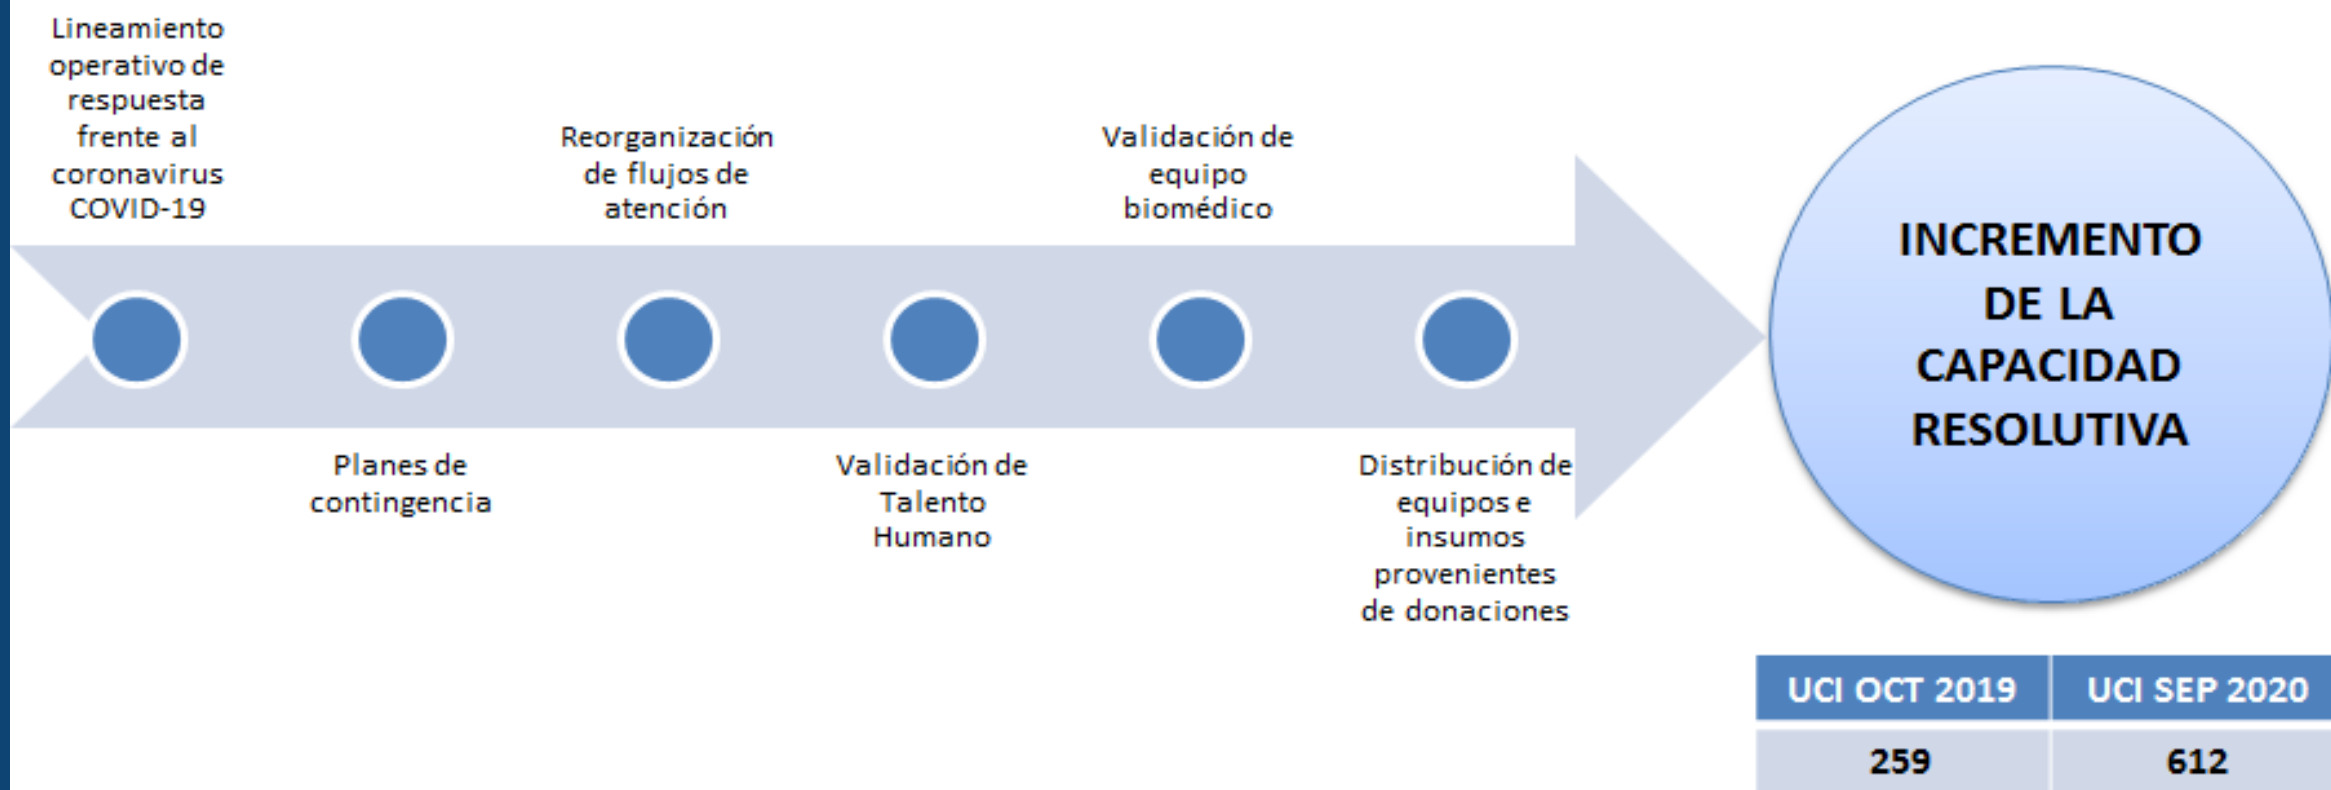 Lineamiento
operativo de
respuesta
frente al
coronavirus
COVID-19
Planes de
contingencia
Reorganización
de flujos de
atención
Validación de
Talento
Humano
Validación de
equipo
biomédico
Distribución de
equipos e
insumos
provenientes
de donaciones
INCREMENTO
DE LA
CAPACIDAD
RESOLUTIVA
UCI OCT 2019 UCI SEP 2020
259 612